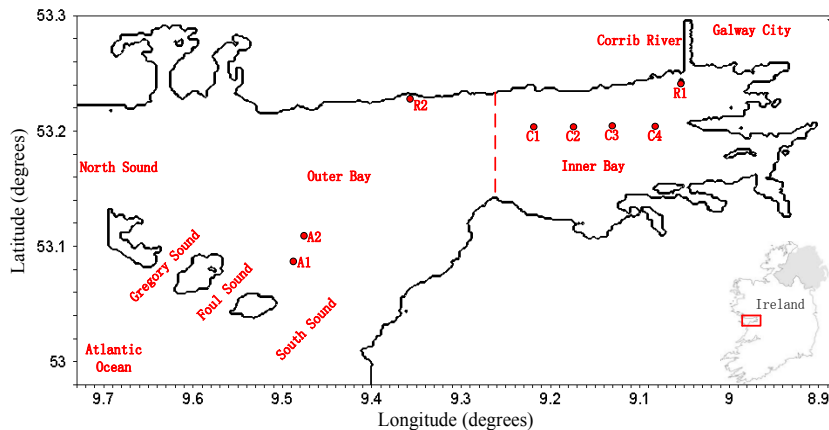 53.3
Corrib River
Galway City
R1
R2
53.2
C1
C2
C3
C4
North Sound
Outer Bay
Inner Bay
Latitude (degrees)
A2
53.1
A1
Gregory Sound
Foul Sound
South Sound
Ireland
Atlantic
Ocean
53
9.7
9.6
9.5
9.4
9.3
9.2
9.1
9
8.9
Longitude (degrees)